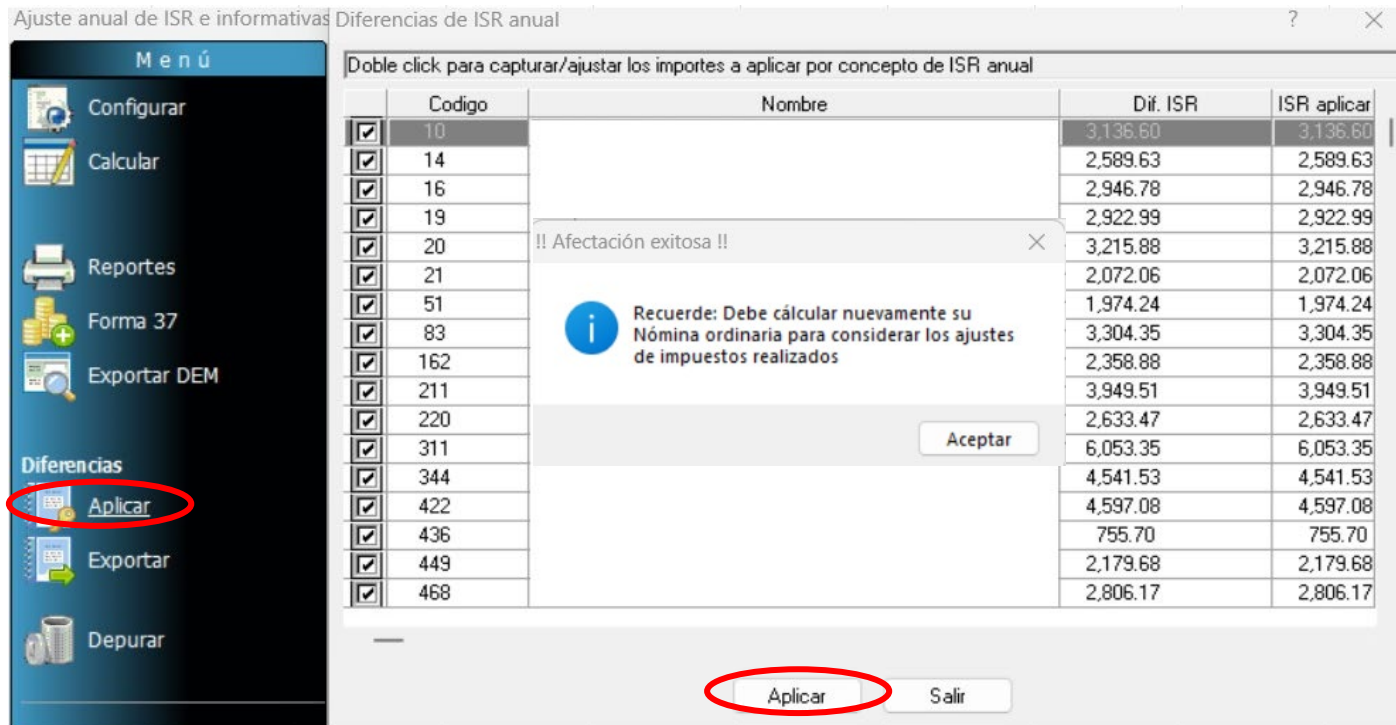 Ajuste anual de ISR e informativas
Menú
Configurar
Calcular
Reportes
Forma 37
Exportar DEM
Diferencias
Aplicar
Exportar
Depurar
Diferencias de ISR anual ?
Doble click para capturar/ajustar los importes a aplicar por concepto de ISR anual
Codigo Nombre Dif. ISR ISR aplicar
10 3,136.60 3,136.60
14 2,589.63 2,589.63
16 2,946.78 2,946.78
19 2,922.99 2,922.99
20 3,215.88 3,215.88
21 2,072.06 2,072.06
51 1,974.24 1,974.24
83 3,304.35 3,304.35
162 2,358.88 2,358.88
211 3,949.51 3,949.51
220 2,633.47 2,633.47
311 6,053.35 6,053.35
344 4,541.53 4,541.53
422 4,597.08 4,597.08
436 755.70 755.70
449 2,179.68 2,179.68
468 2,806.17 2,806.17
!! Afectación exitosa !!
Recuerde: Debe cálcular nuevamente su
Nómina ordinaria para considerar los ajustes
de impuestos realizados
Aceptar
Aplicar Salir